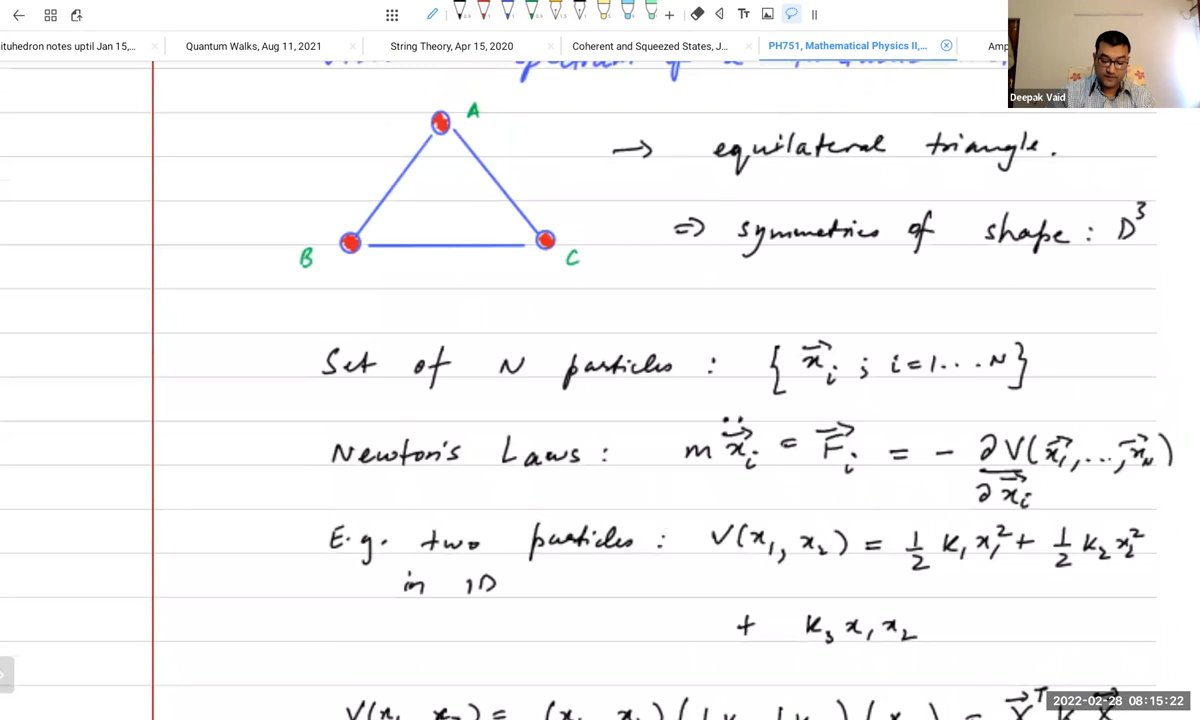 ituhedron notes uptil Jan 15,... Quantum Walks, Aug 11, 2021 String Theory, Apr 15, 2020 Coherent and Squeezed States, J... PH751, Mathematical Physics II,... Amp
Deepak Vaid
spectrum of a
A
→ equilateral triangle.
⇒ symmetries of shape : D³
B C
Set of N particles : { x⃗ᵢ ; i=1...N}
Newton's Laws : m x⃗̈ᵢ = F⃗ᵢ = - ∂V(x⃗₁,...,x⃗_N) / ∂x⃗ᵢ
E.g. two particles : V(x₁, x₂) = ½ k₁ x₁² + ½ k₂ x₂²
in 1D
+ k₃ x₁ x₂
2022-02-28 08:15:22